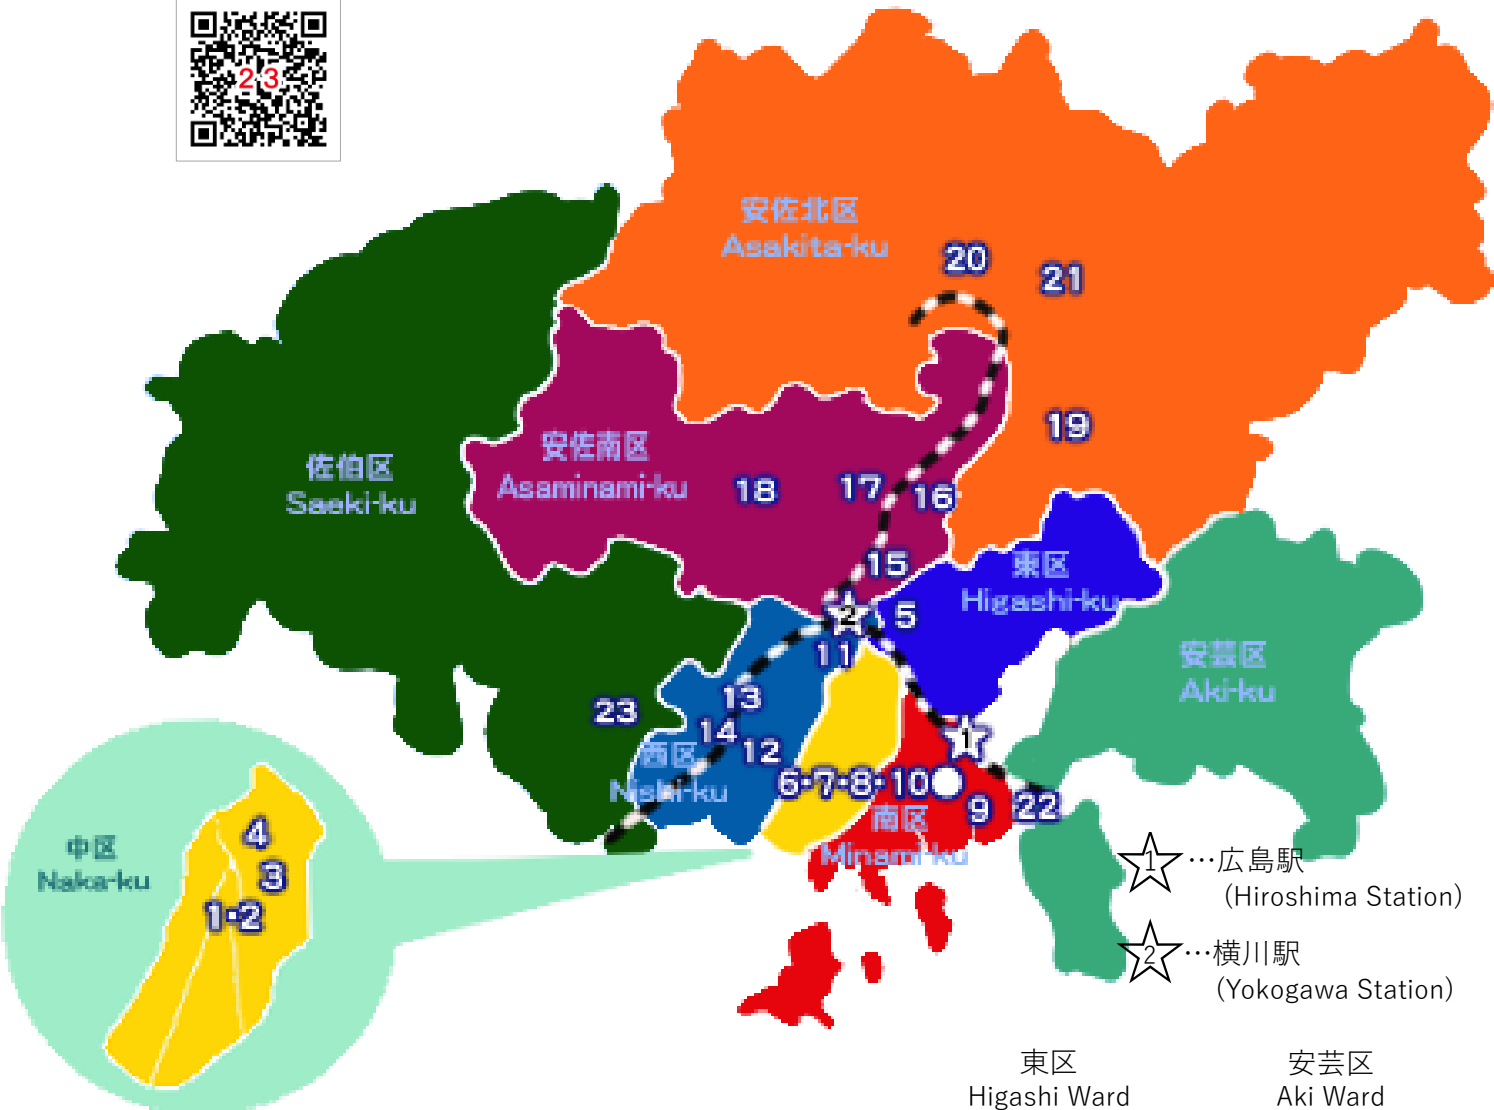 23
安佐北区
Asakita-ku
20
21
安佐南区
Asaminami-ku
佐伯区
Saeki-ku
19
18
17
16
15
東区
Higashi-ku
2
5
11
安芸区
Aki-ku
13
23
14
12
1
西区
Nishi-ku
6・7・8・10
9
22
南区
Minami-ku
中区
Naka-ku
4
3
1・2
1…広島駅
(Hiroshima Station)
2…横川駅
(Yokogawa Station)
東区
Higashi Ward
安芸区
Aki Ward